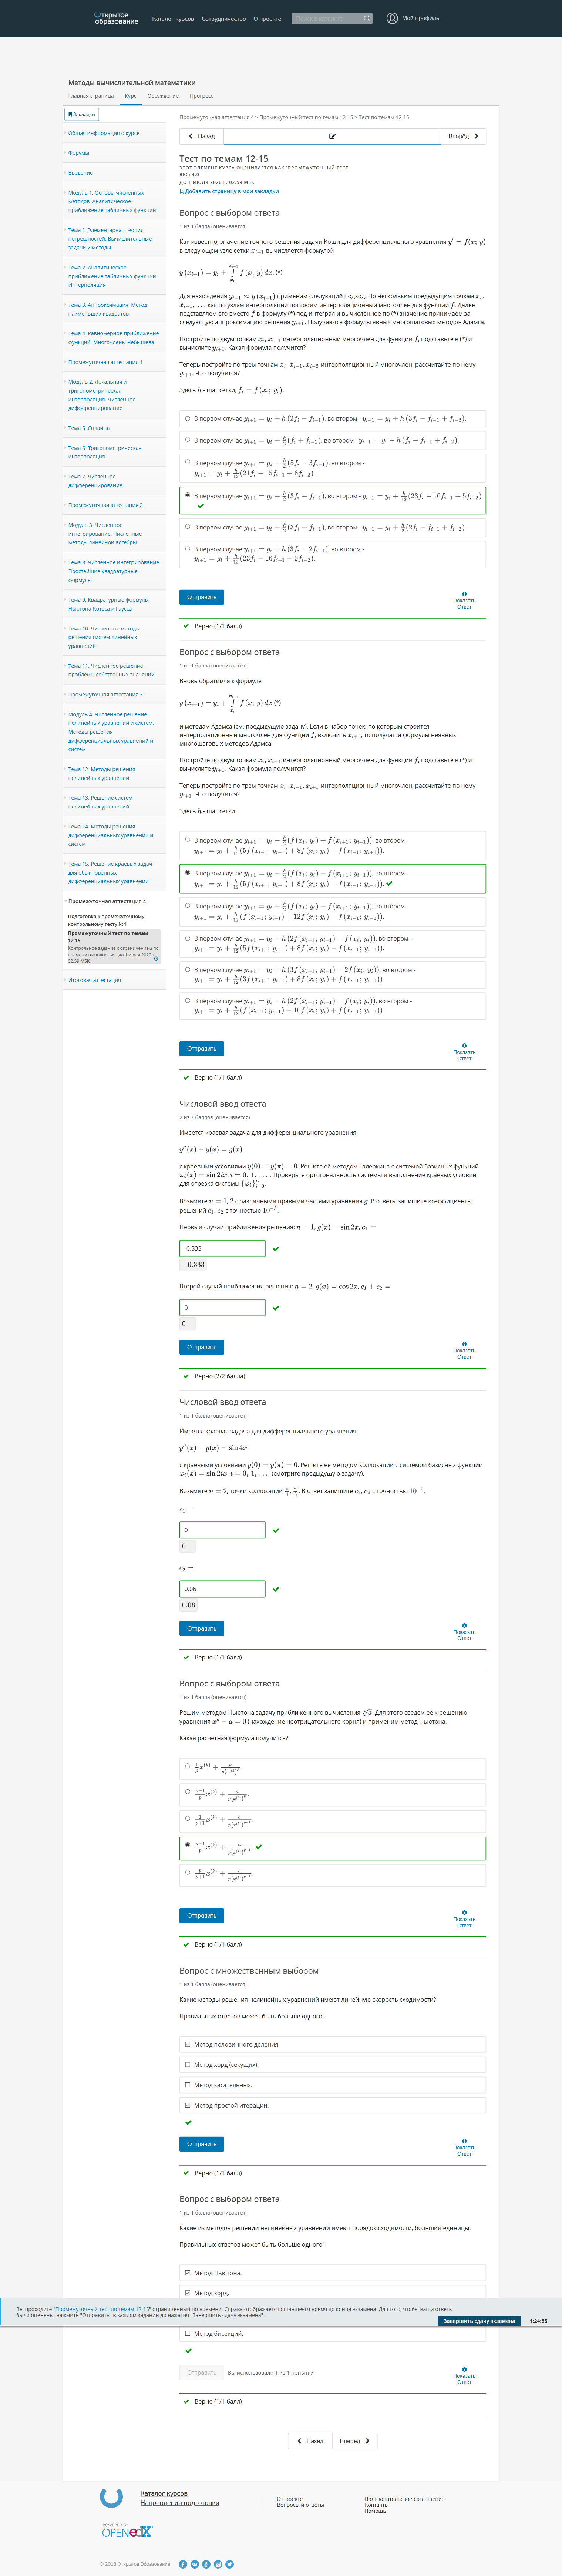 Открытое
образование
Каталог курсов
Сотрудничество
О проекте
Мой профиль
Методы вычислительной математики
Главная страница
Курс
Обсуждение
Прогресс
Закладки
Общая информация о курсе
Форумы
Введение
Модуль 1. Основы численных
методов. Аналитическое
приближение табличных функций
Тема 1. Элементарная теория
погрешностей. Вычислительные
задачи и методы
Тема 2. Аналитическое
приближение табличных функций.
Интерполяция
Тема 3. Аппроксимация. Метод
наименьших квадратов
Тема 4. Равномерное приближение
функций. Многочлены Чебышева
Промежуточная аттестация 1
Модуль 2. Локальная и
тригонометрическая
интерполяция. Численное
дифференцирование
Тема 5. Сплайны
Тема 6. Тригонометрическая
интерполяция
Тема 7. Численное
дифференцирование
Промежуточная аттестация 2
Модуль 3. Численное
интегрирование. Численные
методы линейной алгебры
Тема 8. Численное интегрирование.
Простейшие квадратурные
формулы
Тема 9. Квадратурные формулы
Ньютона-Котеса и Гаусса
Тема 10. Численные методы
решения систем линейных
уравнений
Тема 11. Численное решение
проблемы собственных значений
Промежуточная аттестация 3
Модуль 4. Численное решение
нелинейных уравнений и систем.
Методы решения
дифференциальных уравнений и
систем
Тема 12. Методы решения
нелинейных уравнений
Тема 13. Решение систем
нелинейных уравнений
Тема 14. Методы решения
дифференциальных уравнений и
систем
Тема 15. Решение краевых задач
для обыкновенных
дифференциальных уравнений
Промежуточная аттестация 4
Подготовка к промежуточному
контрольному тесту №4
Промежуточный тест по темам
12-15
Контрольное задание с ограничением по
времени выполнения до 1 июля 2020 г.
02:59 MSK
Итоговая аттестация
Промежуточная аттестация 4 > Промежуточный тест по темам 12-15 > Тест по темам 12-15
Назад
Вперёд
Тест по темам 12-15
ЭТОТ ЭЛЕМЕНТ КУРСА ОЦЕНИВАЕТСЯ КАК 'ПРОМЕЖУТОЧНЫЙ ТЕСТ'
ВЕС: 4.0
ДО 1 ИЮЛЯ 2020 Г. 02:59 MSK
Добавить страницу в мои закладки
Вопрос с выбором ответа
1 из 1 балла (оценивается)
Как известно, значение точного решения задачи Коши для дифференциального уравнения y′ = f(x; y)
в следующем узле сетки x_{i+1} вычисляется формулой
y(x_{i+1}) = y_i + ∫_{x_i}^{x_{i+1}} f(x; y) dx. (*)
Для нахождения y_{i+1} ≈ y(x_{i+1}) применим следующий подход. По нескольким предыдущим точкам x_i,
x_{i−1}, … как по узлам интерполирования построим интерполяционный многочлен для функции f. Далее
подставляем его вместо f в формулу (*) под интеграл и вычисленное по (*) значение примем за
следующую аппроксимацию решения y_{i+1}. Получаются формулы явных многошаговых методов Адамса.
Постройте по двум точкам x_i, x_{i−1} интерполяционный многочлен для функции f, подставьте в (*) и
вычислите y_{i+1}. Какая формула получится?
Теперь постройте по трём точкам x_i, x_{i−1}, x_{i−2} интерполяционный многочлен, рассчитайте по нему
y_{i+1}. Что получится?
Здесь h - шаг сетки, f_i = f(x_i; y_i).
В первом случае y_{i+1} = y_i + h(2f_i − f_{i−1}), во втором - y_{i+1} = y_i + h(3f_i − f_{i−1} + f_{i−2}).
В первом случае y_{i+1} = y_i + h/2(f_i + f_{i−1}), во втором - y_{i+1} = y_i + h(f_i − f_{i−1} + f_{i−2}).
В первом случае y_{i+1} = y_i + h/2(5f_i − 3f_{i−1}), во втором -
y_{i+1} = y_i + h/12(21f_i − 15f_{i−1} + 6f_{i−2}).
В первом случае y_{i+1} = y_i + h/2(3f_i − f_{i−1}), во втором - y_{i+1} = y_i + h/12(23f_i − 16f_{i−1} + 5f_{i−2})
.
В первом случае y_{i+1} = y_i + h/2(3f_i − f_{i−1}), во втором - y_{i+1} = y_i + h/2(2f_i − f_{i−1} + f_{i−2}).
В первом случае y_{i+1} = y_i + h(3f_i − 2f_{i−1}), во втором -
y_{i+1} = y_i + h/12(23f_i − 16f_{i−1} + 5f_{i−2}).
Отправить
Показать
Ответ
Верно (1/1 балл)
Вопрос с выбором ответа
1 из 1 балла (оценивается)
Вновь обратимся к формуле
y(x_{i+1}) = y_i + ∫_{x_i}^{x_{i+1}} f(x; y) dx (*)
и методам Адамса (см. предыдущую задачу). Если в набор точек, по которым строится
интерполяционный многочлен для функции f, включить x_{i+1}, то получатся формулы неявных
многошаговых методов Адамса.
Постройте по двум точкам x_i, x_{i+1} интерполяционный многочлен для функции f, подставьте в (*) и
вычислите y_{i+1}. Какая формула получится?
Теперь постройте по трём точкам x_i, x_{i−1}, x_{i+1} интерполяционный многочлен, рассчитайте по нему
y_{i+1}. Что получится?
Здесь h - шаг сетки.
В первом случае y_{i+1} = y_i + h/2(f(x_i; y_i) + f(x_{i+1}; y_{i+1})), во втором -
y_{i+1} = y_i + h/12(5f(x_{i−1}; y_{i−1}) + 8f(x_i; y_i) − f(x_{i+1}; y_{i+1})).
В первом случае y_{i+1} = y_i + h/2(f(x_i; y_i) + f(x_{i+1}; y_{i+1})), во втором -
y_{i+1} = y_i + h/12(5f(x_{i+1}; y_{i+1}) + 8f(x_i; y_i) − f(x_{i−1}; y_{i−1})).
В первом случае y_{i+1} = y_i + h/2(f(x_i; y_i) + f(x_{i+1}; y_{i+1})), во втором -
y_{i+1} = y_i + h/12(f(x_{i+1}; y_{i+1}) + 12f(x_i; y_i) − f(x_{i−1}; y_{i−1})).
В первом случае y_{i+1} = y_i + h(2f(x_{i+1}; y_{i+1}) − f(x_i; y_i)), во втором -
y_{i+1} = y_i + h/12(5f(x_{i+1}; y_{i+1}) + 8f(x_i; y_i) − f(x_{i−1}; y_{i−1})).
В первом случае y_{i+1} = y_i + h(3f(x_{i+1}; y_{i+1}) − 2f(x_i; y_i)), во втором -
y_{i+1} = y_i + h/12(3f(x_{i+1}; y_{i+1}) + 8f(x_i; y_i) + f(x_{i−1}; y_{i−1})).
В первом случае y_{i+1} = y_i + h(2f(x_{i+1}; y_{i+1}) − f(x_i; y_i)), во втором -
y_{i+1} = y_i + h/12(f(x_{i+1}; y_{i+1}) + 10f(x_i; y_i) + f(x_{i−1}; y_{i−1})).
Отправить
Показать
Ответ
Верно (1/1 балл)
Числовой ввод ответа
2 из 2 баллов (оценивается)
Имеется краевая задача для дифференциального уравнения
y″(x) + y(x) = g(x)
с краевыми условиями y(0) = y(π) = 0. Решите её методом Галёркина с системой базисных функций
φ_i(x) = sin 2ix, i = 0, 1, … . Проверьте ортогональность системы и выполнение краевых условий
для отрезка системы {φ_i}_{i=0}^n.
Возьмите n = 1, 2 с различными правыми частями уравнения g. В ответы запишите коэффициенты
решений c_1, c_2 с точностью 10^{−3}.
Первый случай приближения решения: n = 1, g(x) = sin 2x, c_1 =
-0.333
−0.333
Второй случай приближения решения: n = 2, g(x) = cos 2x, c_1 + c_2 =
0
0
Отправить
Показать
Ответ
Верно (2/2 балла)
Числовой ввод ответа
1 из 1 балла (оценивается)
Имеется краевая задача для дифференциального уравнения
y″(x) − y(x) = sin 4x
с краевыми условиями y(0) = y(π) = 0. Решите её методом коллокаций с системой базисных функций
φ_i(x) = sin 2ix, i = 0, 1, … (смотрите предыдущую задачу).
Возьмите n = 2, точки коллокаций π/4, π/3. В ответ запишите c_1, c_2 с точностью 10^{−2}.
c_1 =
0
0
c_2 =
0.06
0.06
Отправить
Показать
Ответ
Верно (1/1 балл)
Вопрос с выбором ответа
1 из 1 балла (оценивается)
Решим методом Ньютона задачу приближённого вычисления ᵖ√a. Для этого сведём её к решению
уравнения x^p − a = 0 (нахождение неотрицательного корня) и применим метод Ньютона.
Какая расчётная формула получится?
1/p x^{(k)} + a/(p(x^{(k)})^p).
(p−1)/p x^{(k)} + a/(p(x^{(k)})^p).
1/(p−1) x^{(k)} + a/(p(x^{(k)})^{p−1}).
(p−1)/p x^{(k)} + a/(p(x^{(k)})^{p−1}).
p/(p−1) x^{(k)} + a/(p(x^{(k)})^{p−1}).
Отправить
Показать
Ответ
Верно (1/1 балл)
Вопрос с множественным выбором
1 из 1 балла (оценивается)
Какие методы решения нелинейных уравнений имеют линейную скорость сходимости?
Правильных ответов может быть больше одного!
Метод половинного деления.
Метод хорд (секущих).
Метод касательных.
Метод простой итерации.
Отправить
Показать
Ответ
Верно (1/1 балл)
Вопрос с выбором ответа
1 из 1 балла (оценивается)
Какие из методов решений нелинейных уравнений имеют порядок сходимости, больший единицы.
Правильных ответов может быть больше одного!
Метод Ньютона.
Метод хорд.
Вы проходите "Промежуточный тест по темам 12-15" ограничен по времени. Справа отображается оставшееся время до конца экзамена. Для того, чтобы ваши ответы
были оценены, нажмите "Отправить" в каждом задании до нажатия "Завершить сдачу экзамена".
Завершить сдачу экзамена
1:24:55
Метод бисекций.
Отправить
Вы использовали 1 из 1 попытки
Показать
Ответ
Верно (1/1 балл)
Назад
Вперёд
Каталог курсов
Направления подготовки
О проекте
Вопросы и ответы
Пользовательское соглашение
Контакты
Помощь
POWERED BY
OPEN edX
Открытое Образование